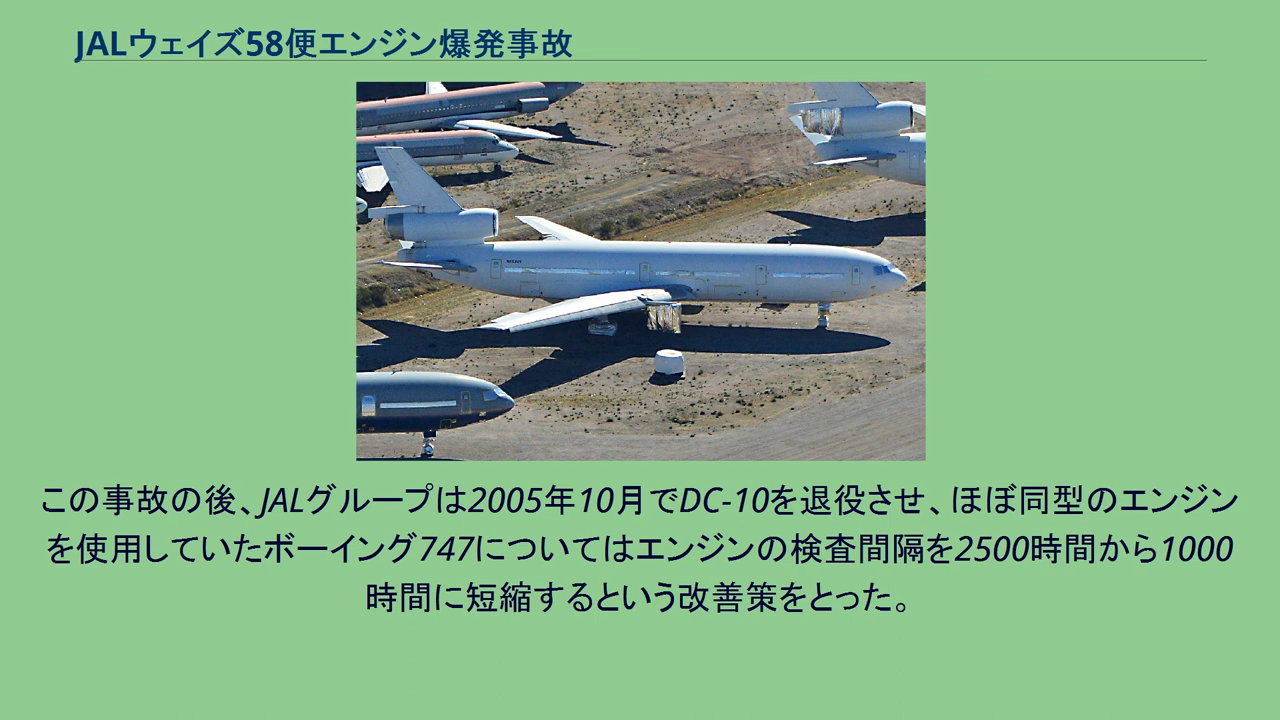 JALウェイズ58便エンジン爆発事故
この事故の後、JALグループは2005年10月でDC-10を退役させ、ほぼ同型のエンジン
を使用していたボーイング747についてはエンジンの検査間隔を2500時間から1000
時間に短縮するという改善策をとった。